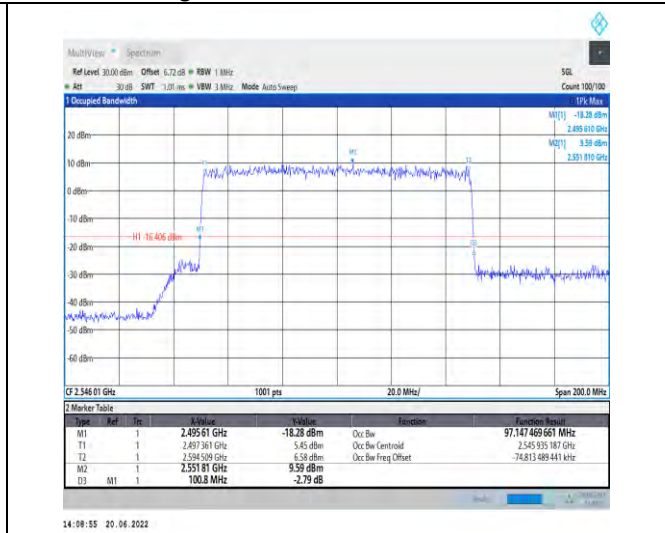 MultiView Spectrum
Ref Level 30.00 dBm Offset 6.72 dB RBW 1 MHz SGL
Att 30 dB SWT 1.01 ms VBW 3 MHz Mode Auto Sweep Count 100/100
1 Occupied Bandwidth 1Pk Max
M1[1] -18.28 dBm
2.495 610 GHz
M2[1] 9.59 dBm
2.551 810 GHz
20 dBm
10 dBm
0 dBm
-10 dBm
-20 dBm
-30 dBm
-40 dBm
-50 dBm
-60 dBm
M2
T1
T2
H1 -16.406 dBm
M1
D3
CF 2.546 01 GHz 1001 pts 20.0 MHz/ Span 200.0 MHz
2 Marker Table
Type Ref Trc X-Value Y-Value Function Function Result
M1 1 2.495 61 GHz -18.28 dBm Occ Bw 97.147 469 661 MHz
T1 1 2.497 361 GHz 5.45 dBm Occ Bw Centroid 2.545 935 187 GHz
T2 1 2.594 509 GHz 6.58 dBm Occ Bw Freq Offset -74.813 489 441 kHz
M2 1 2.551 81 GHz 9.59 dBm
D3 M1 1 100.8 MHz -2.79 dB
14:08:55 20.06.2022